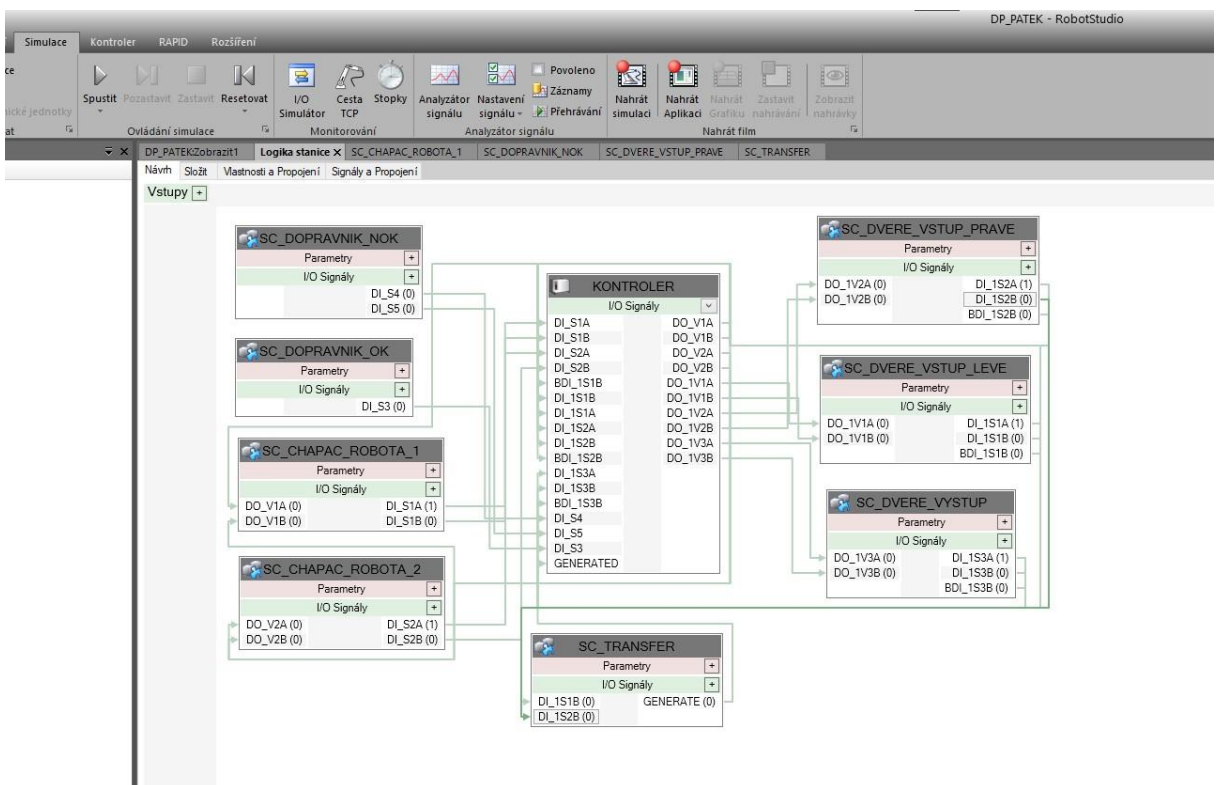 DP_PATEK - RobotStudio
Simulace Kontroler RAPID Rozšíření
ce
nické jednotky
at
Spustit Pozastavit Zastavit Resetovat
Ovládání simulace
I/O Simulátor
Cesta TCP
Stopky
Monitorování
Analyzátor signálu
Nastavení signálu
Povoleno
Záznamy
Přehrávání
Analyzátor signálu
Nahrát simulaci
Nahrát Aplikaci
Nahrát Grafiku
Zastavit nahrávání
Zobrazit nahrávky
Nahrát film
DP_PATEK:Zobrazit1 Logika stanice X SC_CHAPAC_ROBOTA_1 SC_DOPRAVNIK_NOK SC_DVERE_VSTUP_PRAVE SC_TRANSFER
Návrh Složit Vlastnosti a Propojení Signály a Propojení
Vstupy +
SC_DOPRAVNIK_NOK
Parametry +
I/O Signály +
DI_S4 (0)
DI_S5 (0)
SC_DOPRAVNIK_OK
Parametry +
I/O Signály +
DI_S3 (0)
SC_CHAPAC_ROBOTA_1
Parametry +
I/O Signály +
DO_V1A (0) DI_S1A (1)
DO_V1B (0) DI_S1B (0)
SC_CHAPAC_ROBOTA_2
Parametry +
I/O Signály +
DO_V2A (0) DI_S2A (1)
DO_V2B (0) DI_S2B (0)
KONTROLER
I/O Signály
DI_S1A DO_V1A
DI_S1B DO_V1B
DI_S2A DO_V2A
DI_S2B DO_V2B
BDI_1S1B DO_1V1A
DI_1S1B DO_1V1B
DI_1S1A DO_1V2A
DI_1S2A DO_1V2B
DI_1S2B DO_1V3A
BDI_1S2B DO_1V3B
DI_1S3A
DI_1S3B
BDI_1S3B
DI_S4
DI_S5
DI_S3
GENERATED
SC_TRANSFER
Parametry +
I/O Signály +
DI_1S1B (0) GENERATE (0)
DI_1S2B (0)
SC_DVERE_VSTUP_PRAVE
Parametry +
I/O Signály +
DO_1V2A (0) DI_1S2A (1)
DO_1V2B (0) DI_1S2B (0)
BDI_1S2B (0)
SC_DVERE_VSTUP_LEVE
Parametry +
I/O Signály +
DO_1V1A (0) DI_1S1A (1)
DO_1V1B (0) DI_1S1B (0)
BDI_1S1B (0)
SC_DVERE_VYSTUP
Parametry +
I/O Signály +
DO_1V3A (0) DI_1S3A (1)
DO_1V3B (0) DI_1S3B (0)
BDI_1S3B (0)